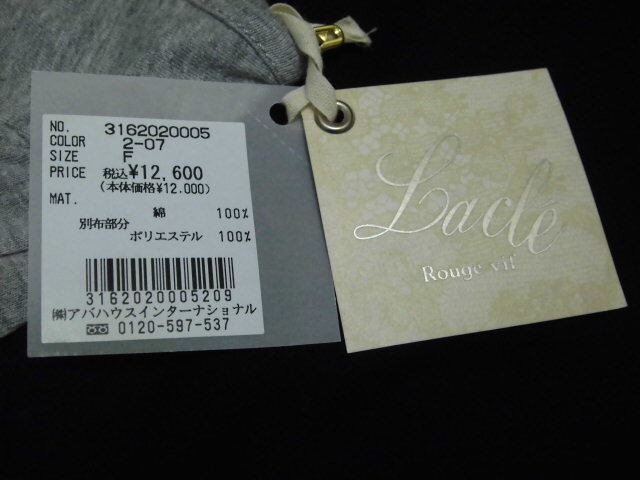 NO. 3162020005
COLOR 2-07
SIZE F
PRICE 税込¥12,600
(本体価格¥12.000)
MAT.
綿 100%
別布部分
ポリエステル 100%
3162020005209
㈱アバハウスインターナショナル
0120-597-537
Laclé
Rouge vif